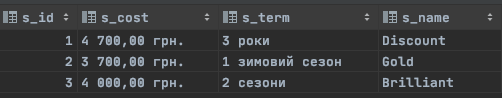 s_id s_cost s_term s_name
1 4 700,00 грн. 3 роки Discount
2 3 700,00 грн. 1 зимовий сезон Gold
3 4 000,00 грн. 2 сезони Brilliant